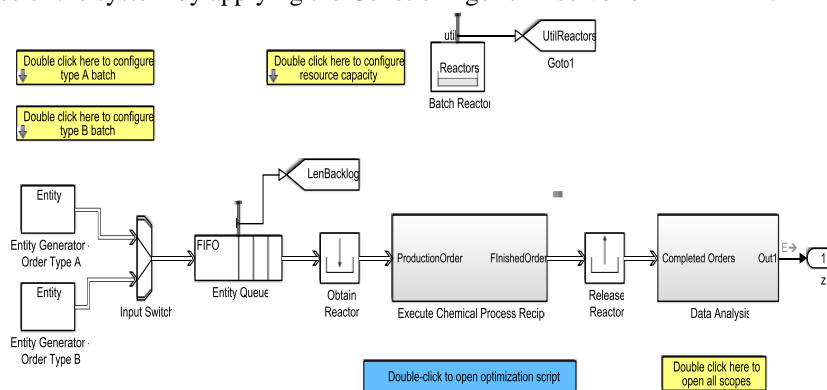 Double click here to configure
type A batch
Double click here to configure
resource capacity
util
UtilReactors
Goto1
Reactors
Batch Reactor
Double click here to configure
type B batch
LenBacklog
Entity
Entity Generator -
Order Type A
FIFO
Entity Queue
Input Switch
Obtain
Reactor
ProductionOrder
FInishedOrder
Execute Chemical Process Recip
Release
Reactor
Completed Orders
Out1
Data Analysis
E
1
z
Entity
Entity Generator -
Order Type B
Double-click to open optimization script
Double click here to
open all scopes